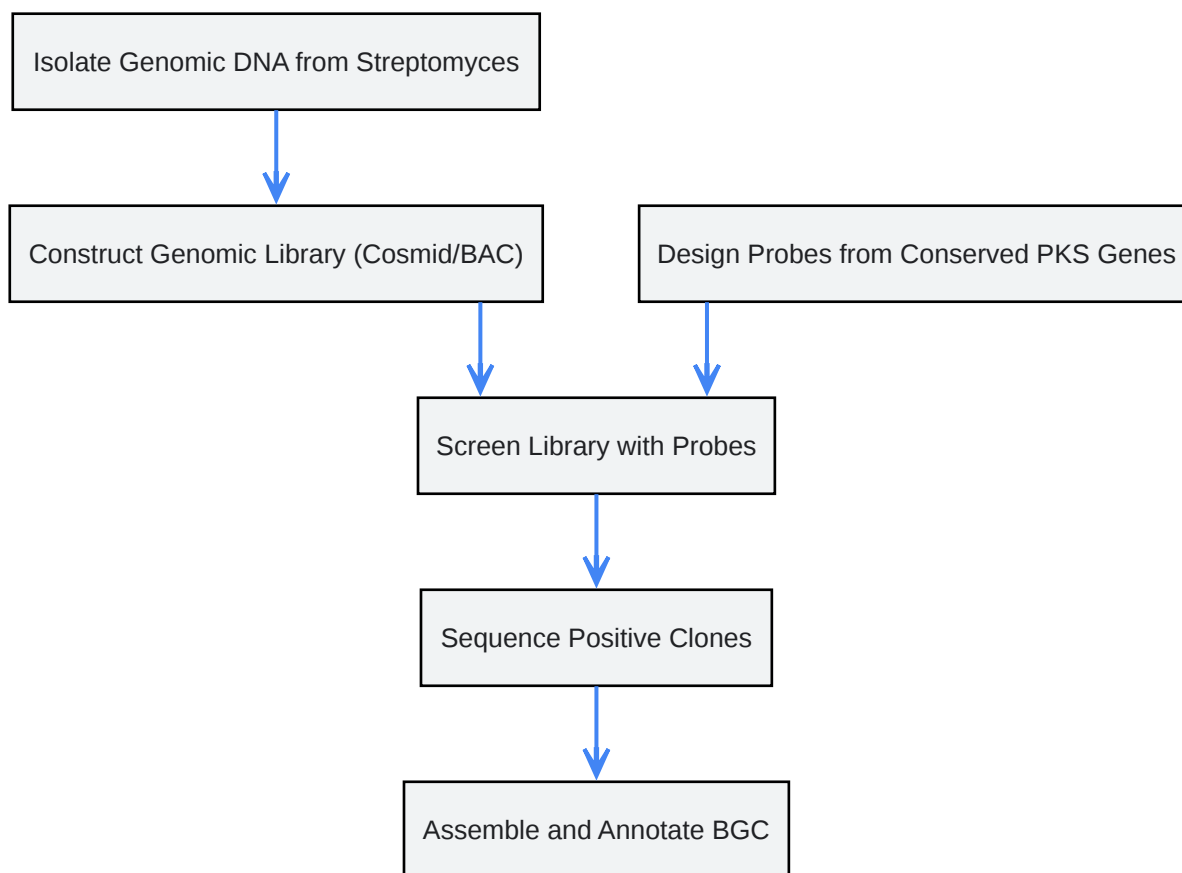 Isolate Genomic DNA from Streptomyces
Construct Genomic Library (Cosmid/BAC)
Design Probes from Conserved PKS Genes
Screen Library with Probes
Sequence Positive Clones
Assemble and Annotate BGC